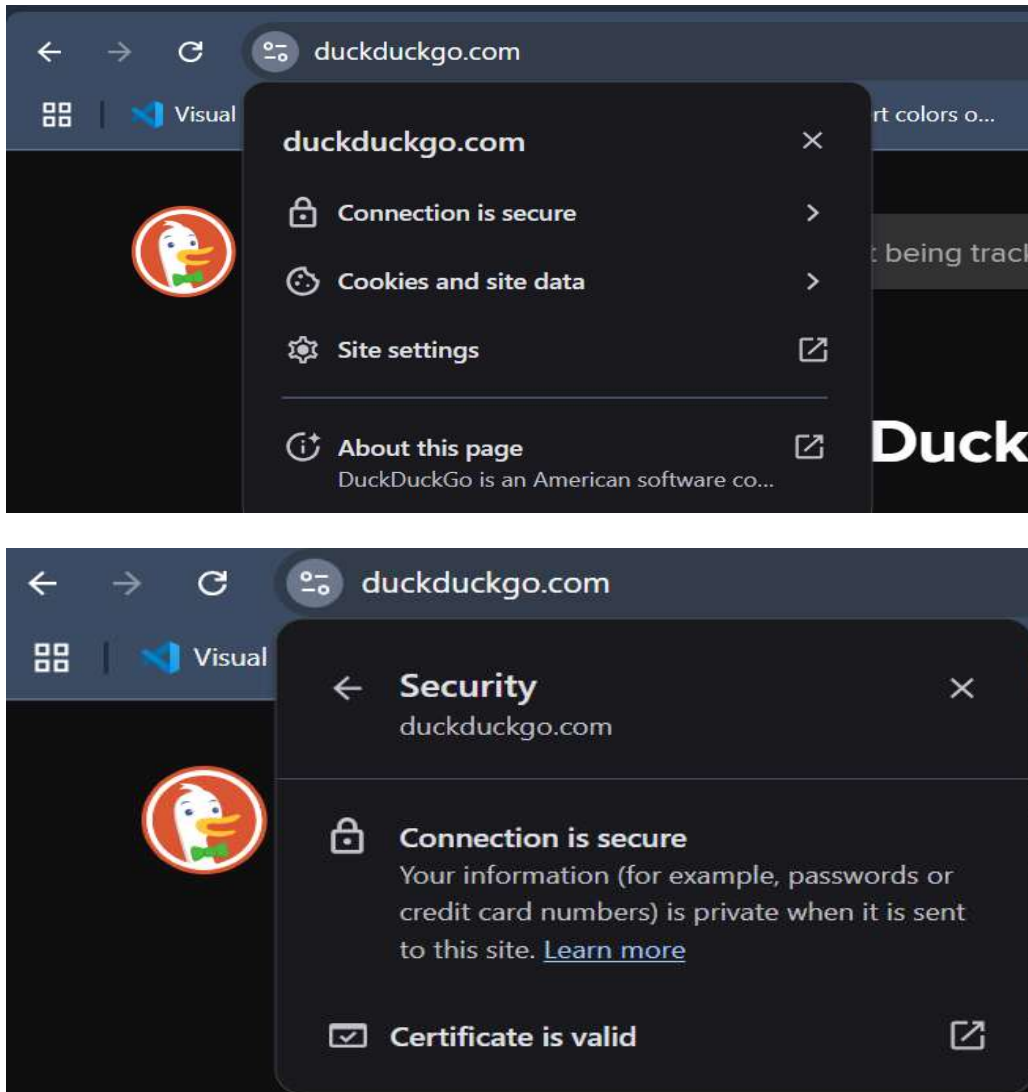 duckduckgo.com
Visual
rt colors o...
duckduckgo.com
Connection is secure
being track
Cookies and site data
Site settings
About this page
DuckDuckGo is an American software co...
Duck
duckduckgo.com
Visual
Security
duckduckgo.com
Connection is secure
Your information (for example, passwords or
credit card numbers) is private when it is sent
to this site. Learn more
Certificate is valid